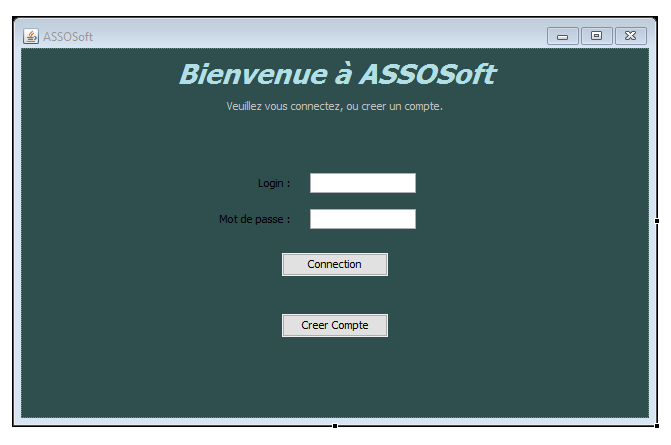 ASSOSoft
Bienvenue à ASSOSoft
Veuillez vous connectez, ou creer un compte.
Login :
Mot de passe :
Connection
Creer Compte